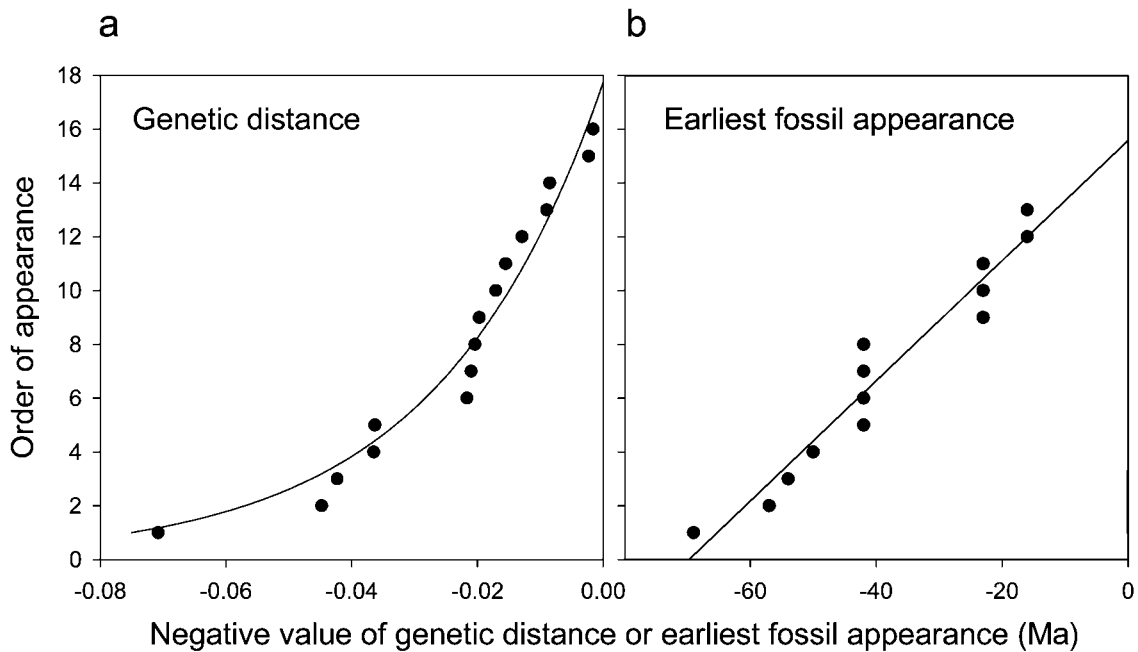 a
b
Genetic distance
Earliest fossil appearance
Order of appearance
18
16
14
12
10
8
6
4
2
0
-0.08 -0.06 -0.04 -0.02 0.00
-60 -40 -20 0
Negative value of genetic distance or earliest fossil appearance (Ma)